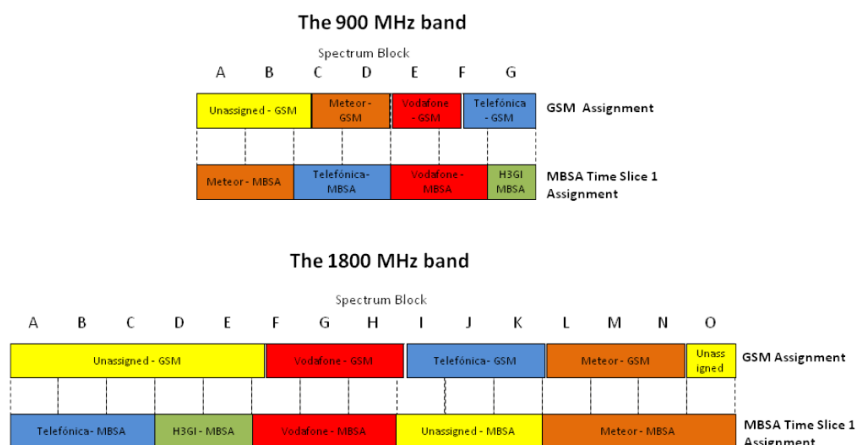 The 900 MHz band
Spectrum Block
A B C D E F G
Unassigned - GSM
Meteor -
GSM
Vodafone
- GSM
Telefónica
- GSM
GSM Assignment
Meteor - MBSA
Telefónica-
MBSA
Vodafone -
MBSA
H3GI
MBSA
MBSA Time Slice 1
Assignment
The 1800 MHz band
Spectrum Block
A B C D E F G H I J K L M N O
Unassigned - GSM
Vodafone - GSM
Telefónica- GSM
Meteor - GSM
Unass
igned
GSM Assignment
Telefónica - MBSA
H3GI - MBSA
Vodafone - MBSA
Unassigned - MBSA
Meteor - MBSA
MBSA Time Slice 1
Assignment